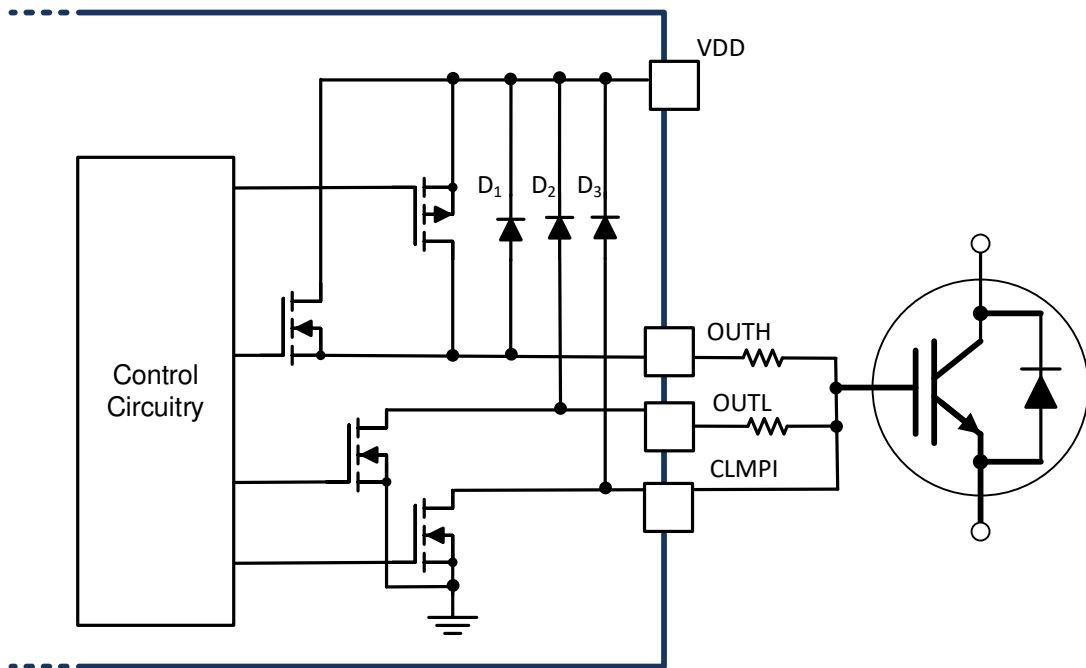 VDD
D₁ D₂ D₃
OUTH
Control
Circuitry
OUTL
CLMPI